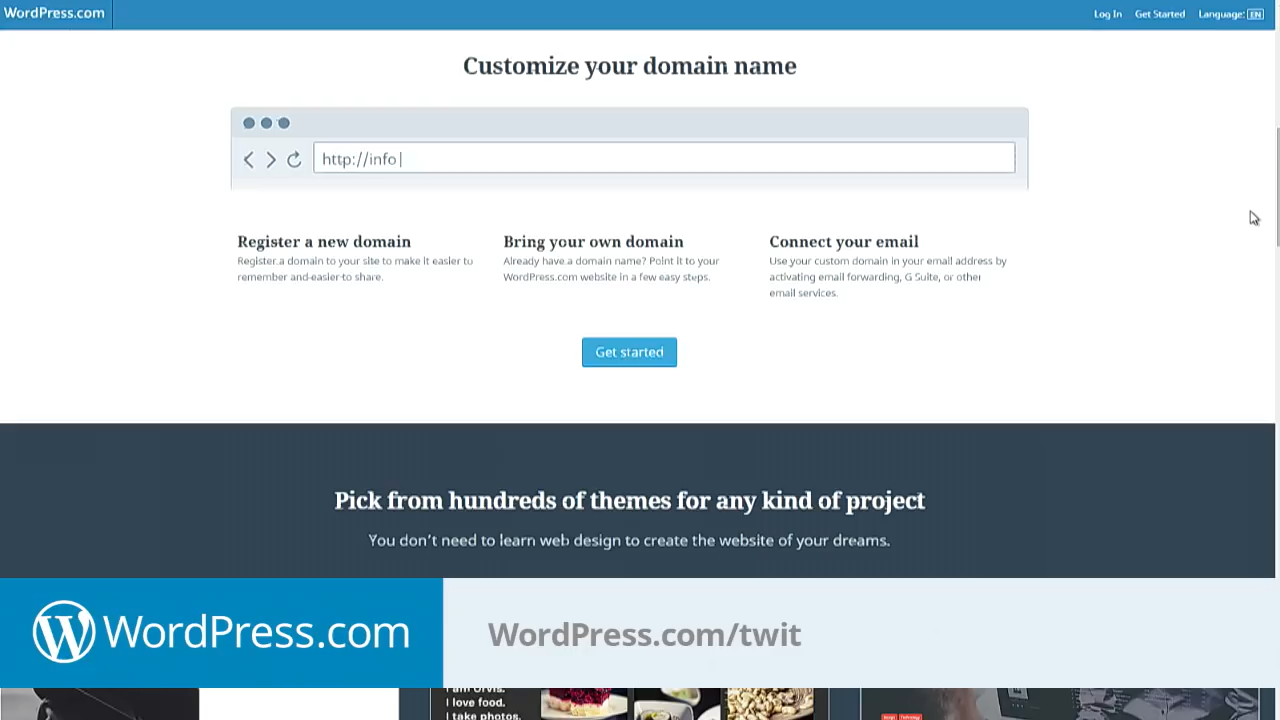 WordPress.com
Log In Get Started Language: EN
Customize your domain name
http://info
Register a new domain
Register a domain to your site to make it easier to
remember and easier to share.
Bring your own domain
Already have a domain name? Point it to your
WordPress.com website in a few easy steps.
Connect your email
Use your custom domain in your email address by
activating email forwarding, G Suite, or other
email services.
Get started
Pick from hundreds of themes for any kind of project
You don't need to learn web design to create the website of your dreams.
WordPress.com
WordPress.com/twit
I am Orvis.
I love food.
I take photos.